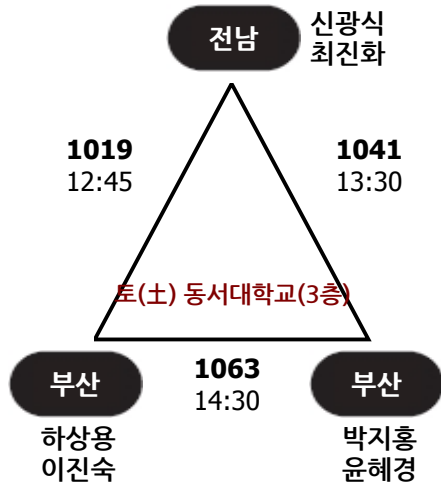 전남
신광식
최진화
1019
12:45
1041
13:30
토(土) 동서대학교(3층)
부산
1063
14:30
부산
하상용
이진숙
박지홍
윤혜경